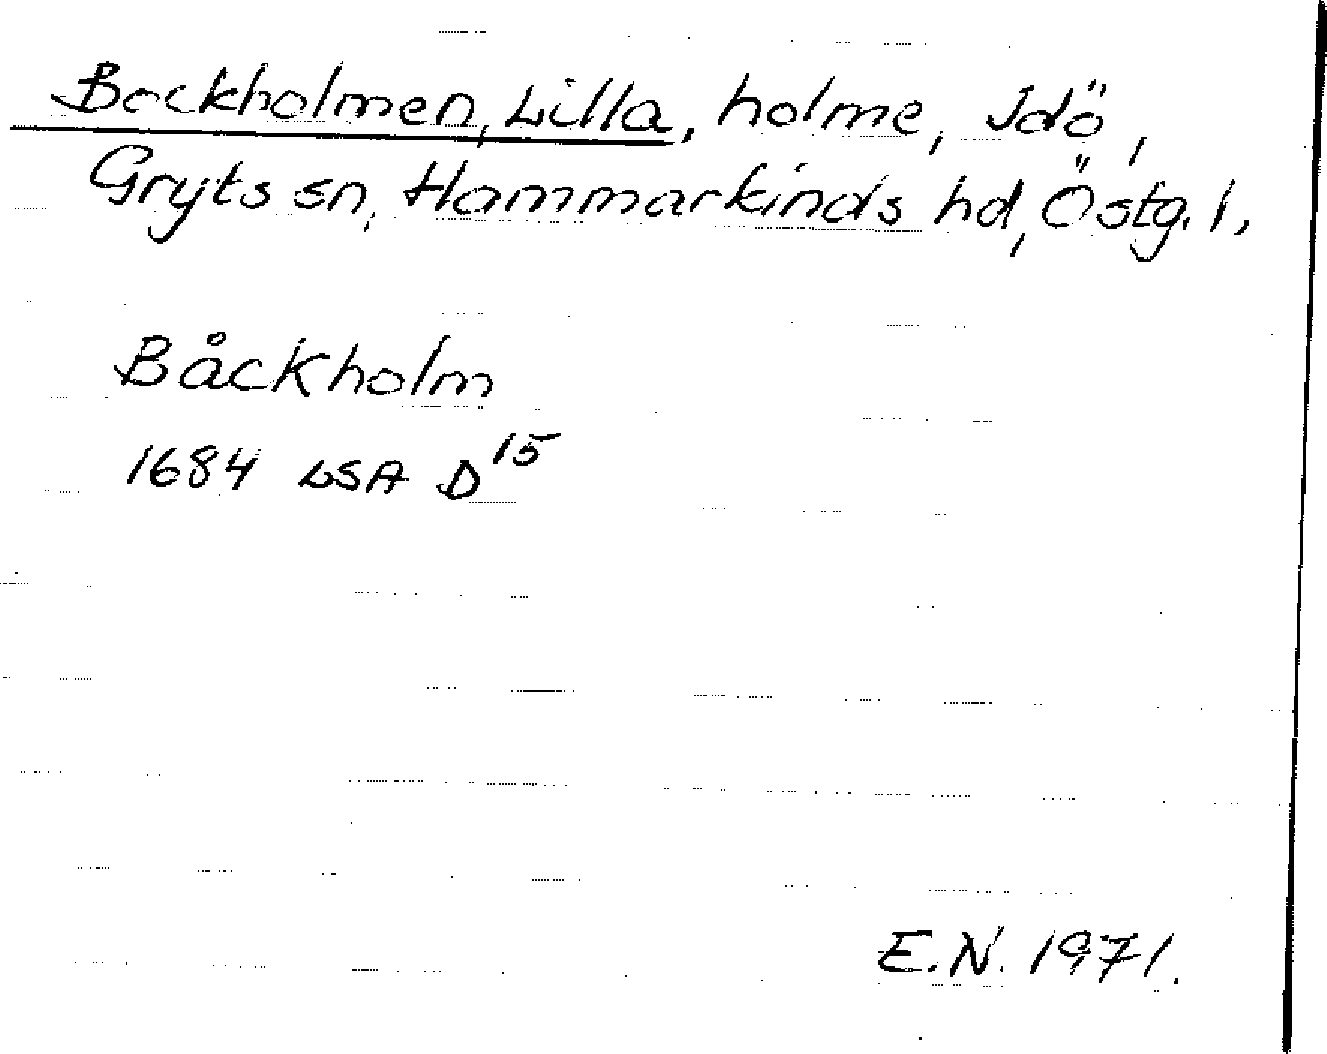 Bockholmen, Lilla, holme, Idö,
Gryts sn, Hammarkinds hd, Östg. l.
Båckholm
1684 LSA D15
E.N. 1971.